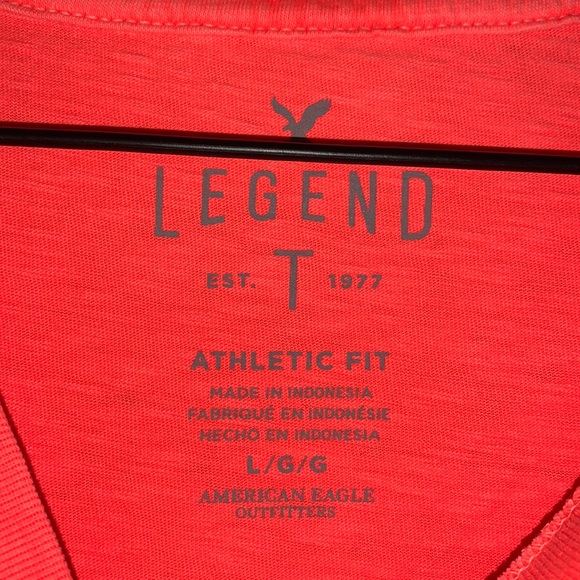 LEGEND
EST. T 1977
ATHLETIC FIT
MADE IN INDONESIA
FABRIQUÉ EN INDONÉSIE
HECHO EN INDONESIA
L/G/G
AMERICAN EAGLE
OUTFITTERS